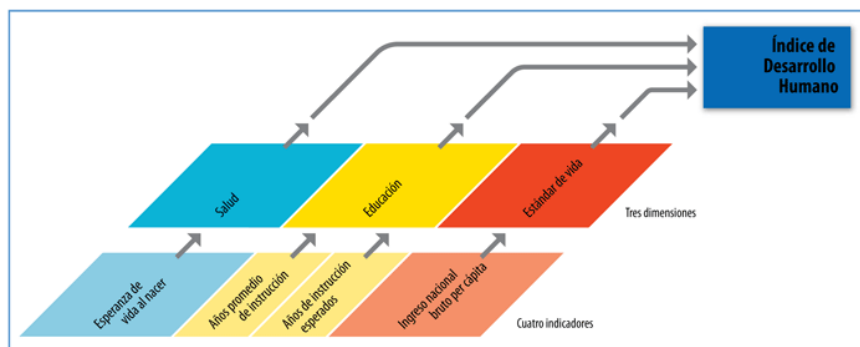 Índice de
Desarrollo
Humano
Salud
Educación
Estándar de vida
Tres dimensiones
Esperanza de
vida al nacer
Años promedio
de instrucción
Años de instrucción
esperados
Ingreso nacional
bruto per cápita
Cuatro indicadores